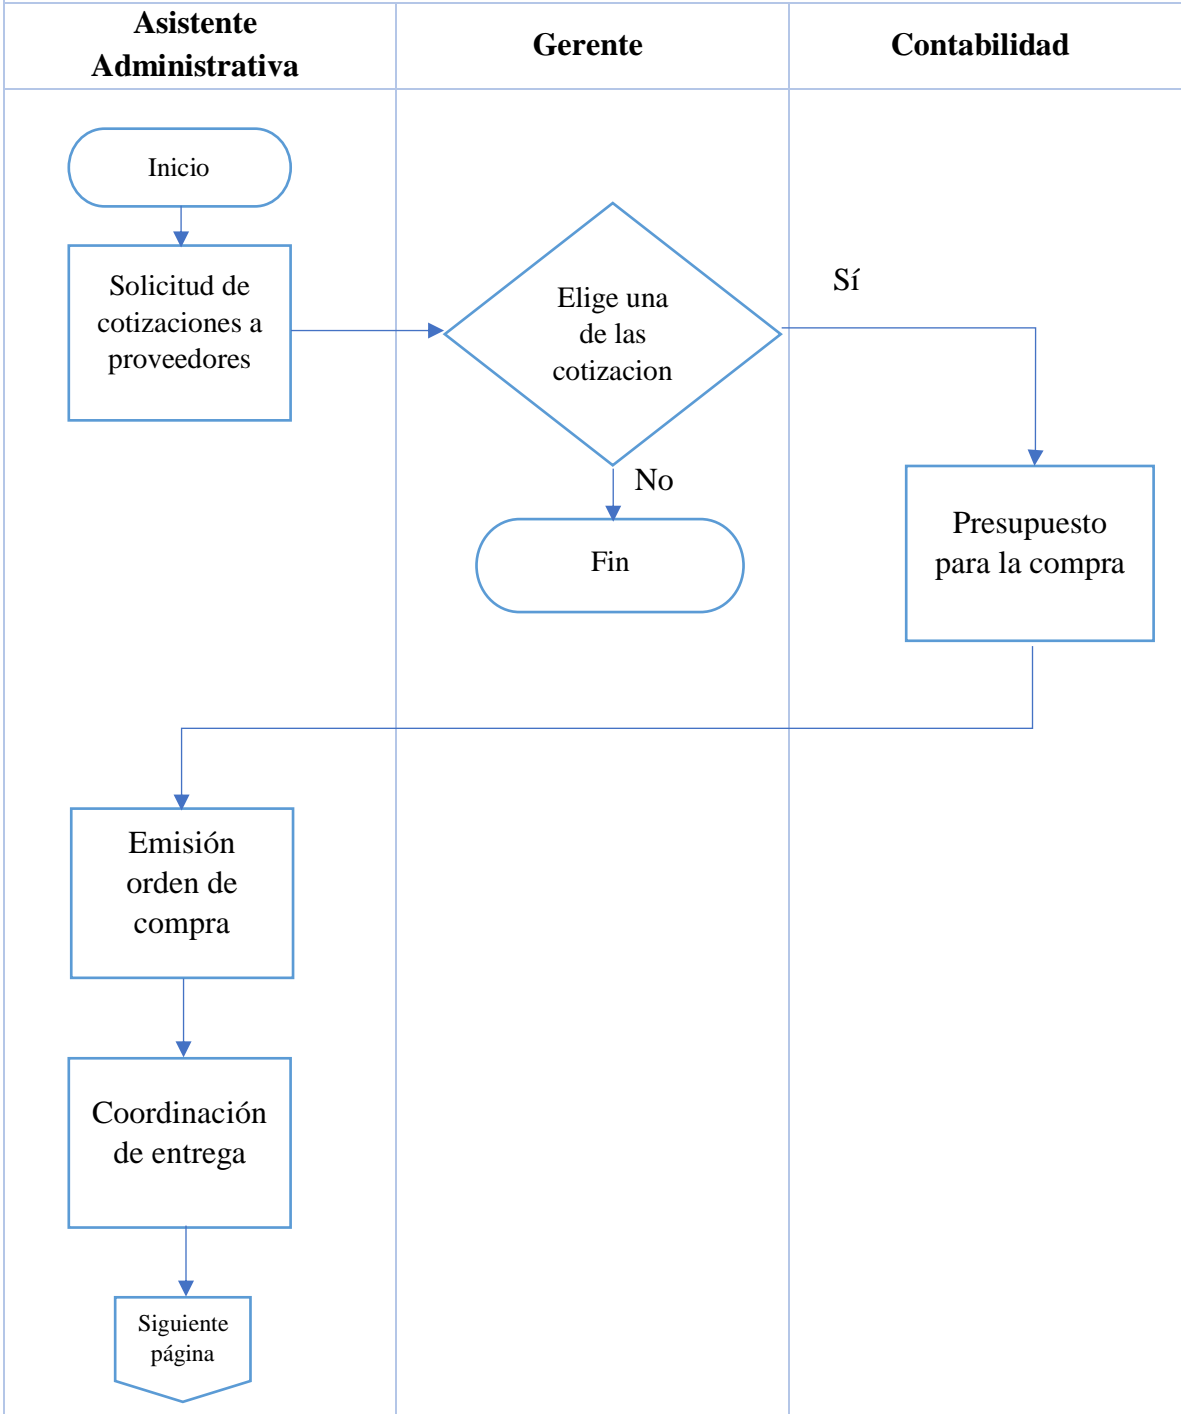 Asistente
Administrativa
Gerente
Contabilidad
Inicio
Solicitud de
cotizaciones a
proveedores
Elige una
de las
cotizacion
Sí
No
Fin
Presupuesto
para la compra
Emisión
orden de
compra
Coordinación
de entrega
Siguiente
página